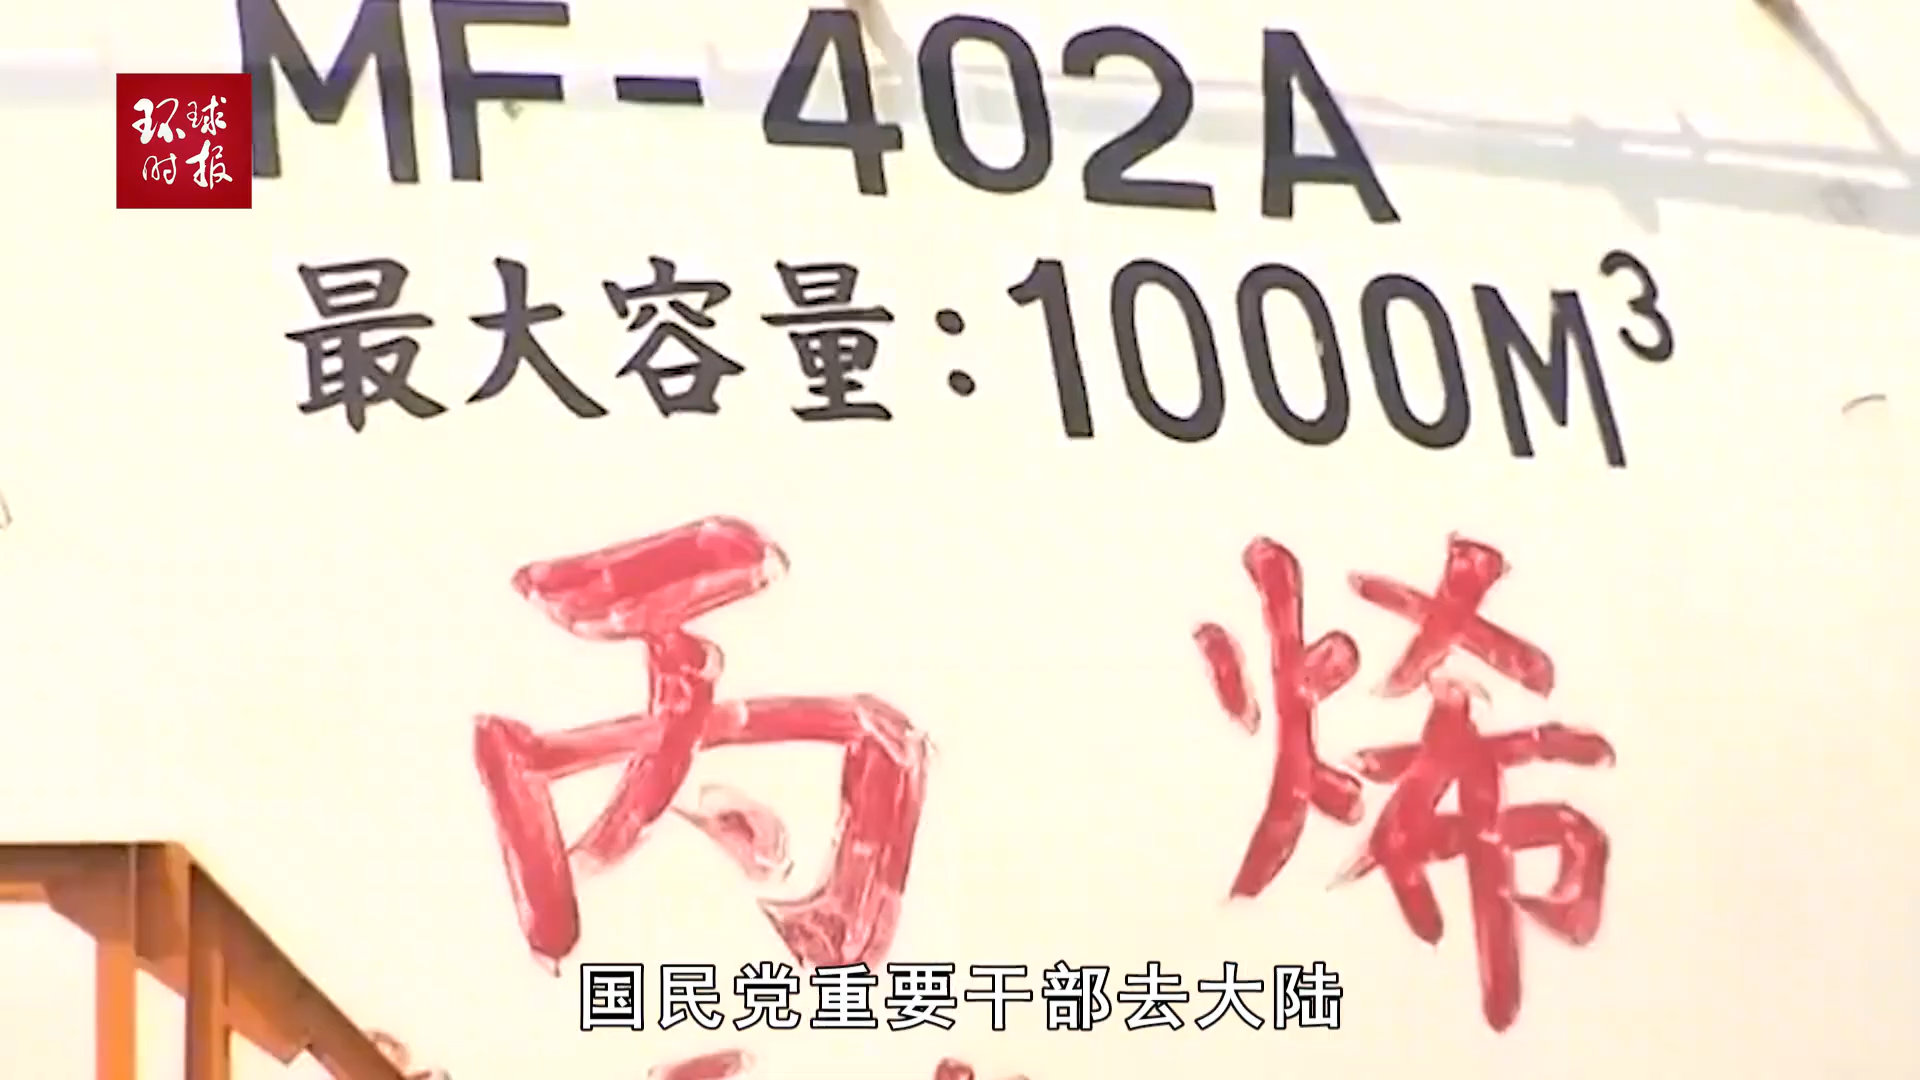 环球
时报
MF-402A
最大容量:1000M³
丙烯
国民党重要干部去大陆